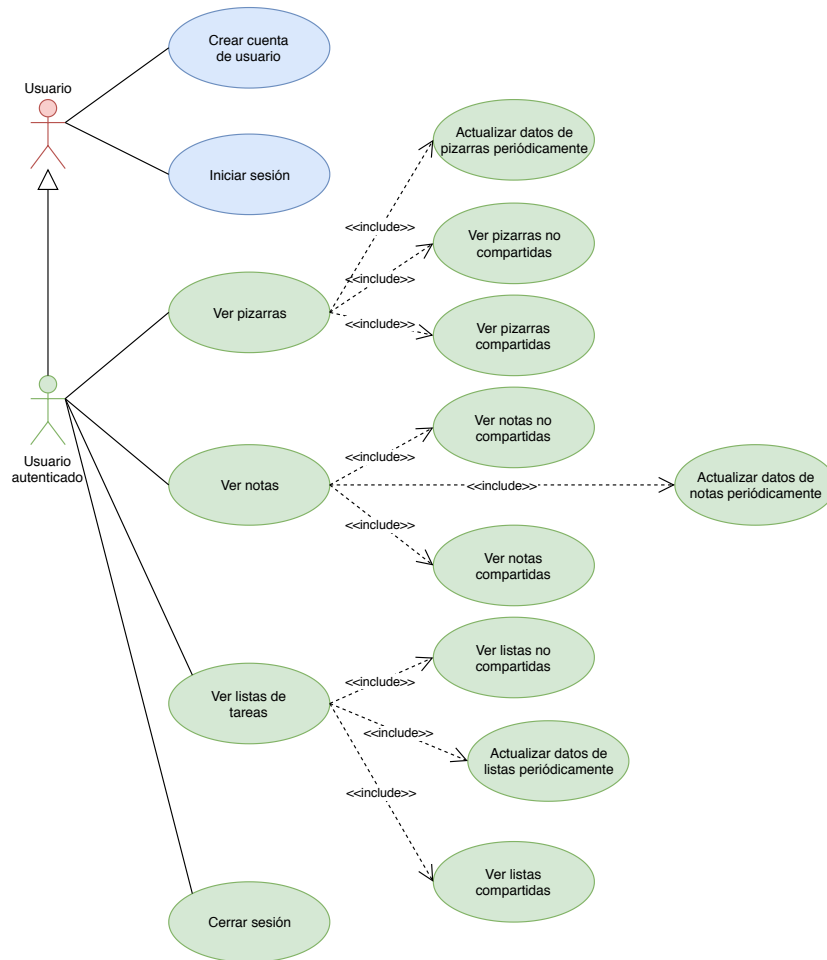 Crear cuenta
de usuario
Usuario
Iniciar sesión
Actualizar datos de
pizarras periódicamente
<<include>>
Ver pizarras no
compartidas
<<include>>
Ver pizarras
<<include>>
Ver pizarras
compartidas
Usuario
autenticado
Ver notas no
compartidas
<<include>>
Ver notas
<<include>>
Actualizar datos de
notas periódicamente
<<include>>
Ver notas
compartidas
Ver listas no
compartidas
<<include>>
Ver listas de
tareas
<<include>>
Actualizar datos de
listas periódicamente
<<include>>
Ver listas
compartidas
Cerrar sesión